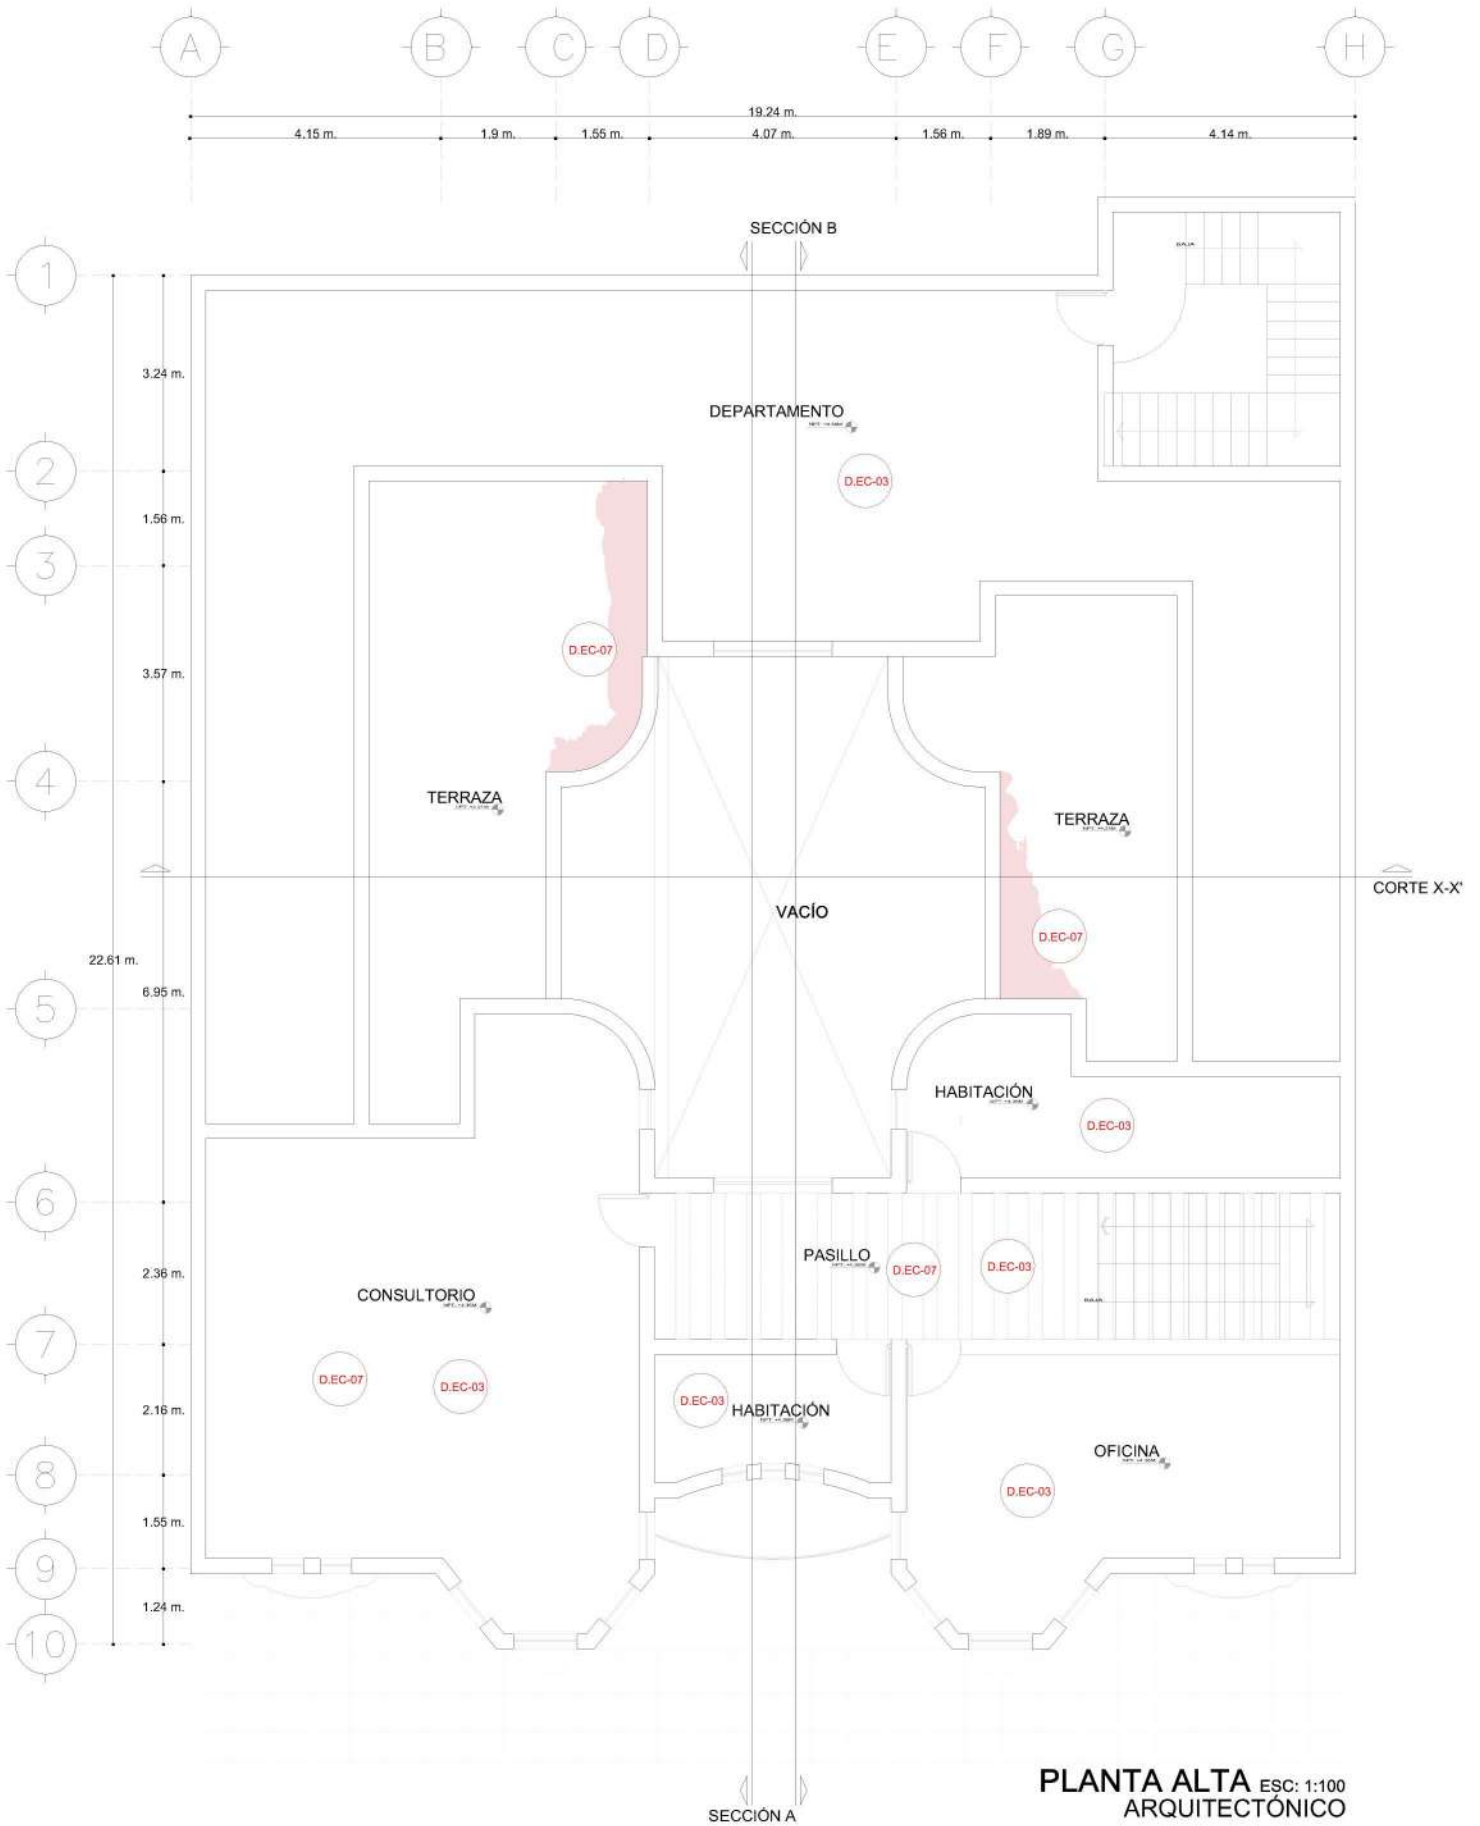 A B C D E F G H
19.24 m.
4.15 m. 1.9 m. 1.55 m. 4.07 m. 1.56 m. 1.89 m. 4.14 m.
SECCIÓN B
BAJA
1
3.24 m.
DEPARTAMENTO
2
D.EC-03
1.56 m.
3
D.EC-07
3.57 m.
4
TERRAZA
TERRAZA
CORTE X-X'
VACÍO
D.EC-07
22.61 m.
6.95 m.
5
HABITACIÓN
D.EC-03
6
PASILLO
D.EC-07
D.EC-03
2.36 m.
CONSULTORIO
BAJA
7
D.EC-07
D.EC-03
D.EC-03
2.16 m.
HABITACIÓN
OFICINA
8
D.EC-03
1.55 m.
9
1.24 m.
10
PLANTA ALTA ESC: 1:100
ARQUITECTÓNICO
SECCIÓN A